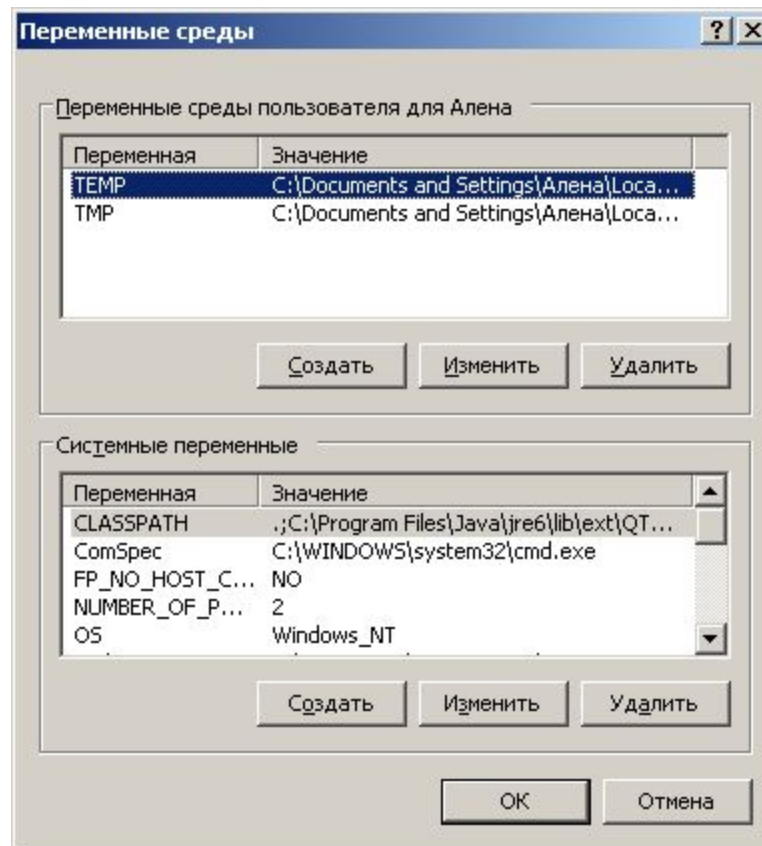 Переменные среды
Переменные среды пользователя для Алена
Переменная Значение
TEMP C:\Documents and Settings\Алена\Loca...
TMP C:\Documents and Settings\Алена\Loca...
Создать Изменить Удалить
Системные переменные
Переменная Значение
CLASSPATH .;C:\Program Files\Java\jre6\lib\ext\QT...
ComSpec C:\WINDOWS\system32\cmd.exe
FP_NO_HOST_C... NO
NUMBER_OF_P... 2
OS Windows_NT
Создать Изменить Удалить
ОК Отмена